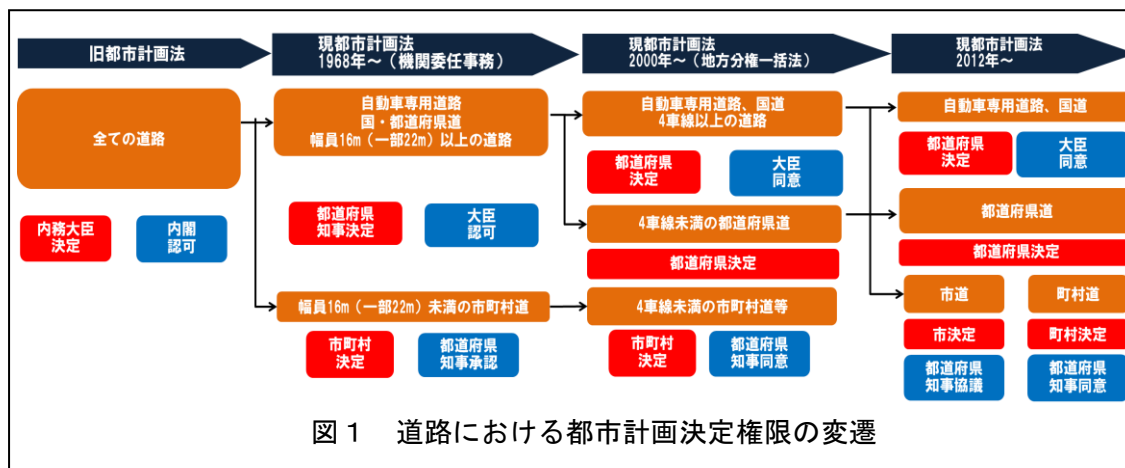 旧都市計画法
現都市計画法
1968年～（機関委任事務）
現都市計画法
2000年～（地方分権一括法）
現都市計画法
2012年～
全ての道路
内務大臣
決定
内閣
認可
自動車専用道路
国・都道府県道
幅員16m（一部22m）以上の道路
都道府県
知事決定
大臣
認可
幅員16m（一部22m）未満の市町村道
市町村
決定
都道府県
知事承認
自動車専用道路、国道
4車線以上の道路
都道府県
決定
大臣
同意
4車線未満の都道府県道
都道府県決定
4車線未満の市町村道等
市町村
決定
都道府県
知事同意
自動車専用道路、国道
都道府県
決定
大臣
同意
都道府県道
都道府県決定
市道
町村道
市決定
町村決定
都道府県
知事協議
都道府県
知事同意
図１　道路における都市計画決定権限の変遷